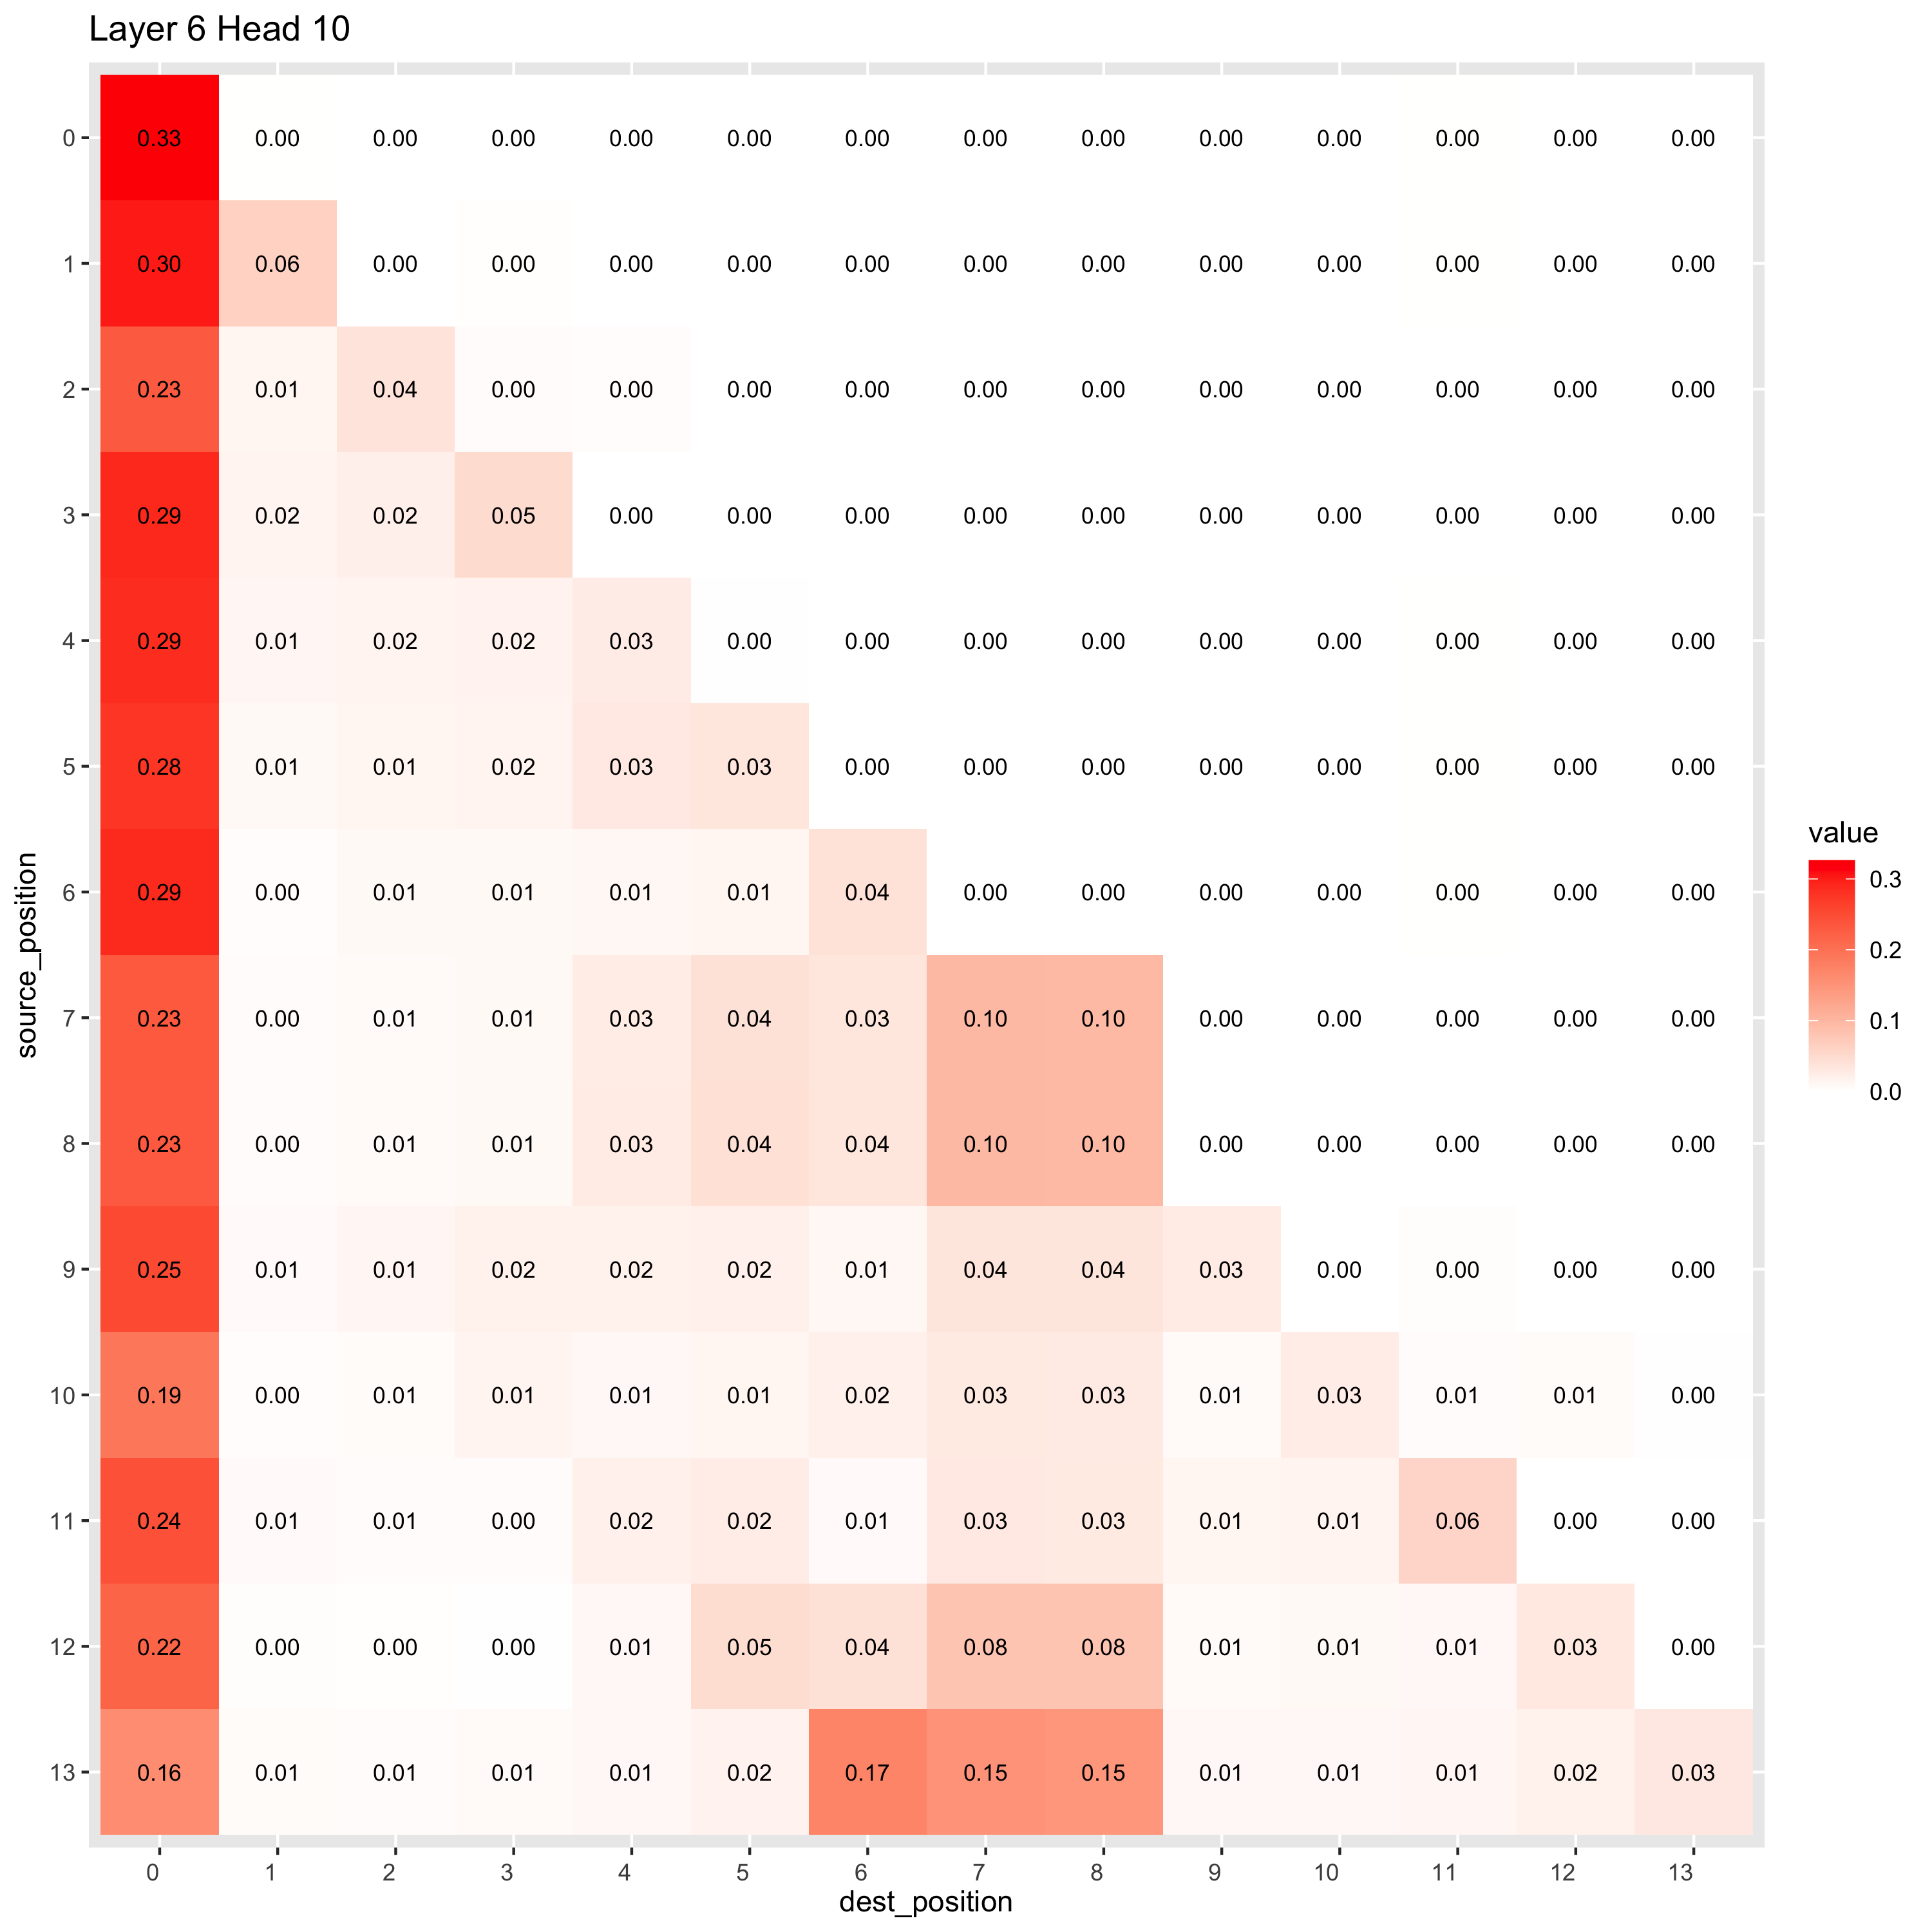 Layer 6 Head 10
0 0.33 0.00 0.00 0.00 0.00 0.00 0.00 0.00 0.00 0.00 0.00 0.00 0.00 0.00
1 0.30 0.06 0.00 0.00 0.00 0.00 0.00 0.00 0.00 0.00 0.00 0.00 0.00 0.00
2 0.23 0.01 0.04 0.00 0.00 0.00 0.00 0.00 0.00 0.00 0.00 0.00 0.00 0.00
3 0.29 0.02 0.02 0.05 0.00 0.00 0.00 0.00 0.00 0.00 0.00 0.00 0.00 0.00
4 0.29 0.01 0.02 0.02 0.03 0.00 0.00 0.00 0.00 0.00 0.00 0.00 0.00 0.00
5 0.28 0.01 0.01 0.02 0.03 0.03 0.00 0.00 0.00 0.00 0.00 0.00 0.00 0.00
6 0.29 0.00 0.01 0.01 0.01 0.01 0.04 0.00 0.00 0.00 0.00 0.00 0.00 0.00
7 0.23 0.00 0.01 0.01 0.03 0.04 0.03 0.10 0.10 0.00 0.00 0.00 0.00 0.00
8 0.23 0.00 0.01 0.01 0.03 0.04 0.04 0.10 0.10 0.00 0.00 0.00 0.00 0.00
9 0.25 0.01 0.01 0.02 0.02 0.02 0.01 0.04 0.04 0.03 0.00 0.00 0.00 0.00
10 0.19 0.00 0.01 0.01 0.01 0.01 0.02 0.03 0.03 0.01 0.03 0.01 0.01 0.00
11 0.24 0.01 0.01 0.00 0.02 0.02 0.01 0.03 0.03 0.01 0.01 0.06 0.00 0.00
12 0.22 0.00 0.00 0.00 0.01 0.05 0.04 0.08 0.08 0.01 0.01 0.01 0.03 0.00
13 0.16 0.01 0.01 0.01 0.01 0.02 0.17 0.15 0.15 0.01 0.01 0.01 0.02 0.03
0 1 2 3 4 5 6 7 8 9 10 11 12 13
dest_position
source_position
value
0.3
0.2
0.1
0.0